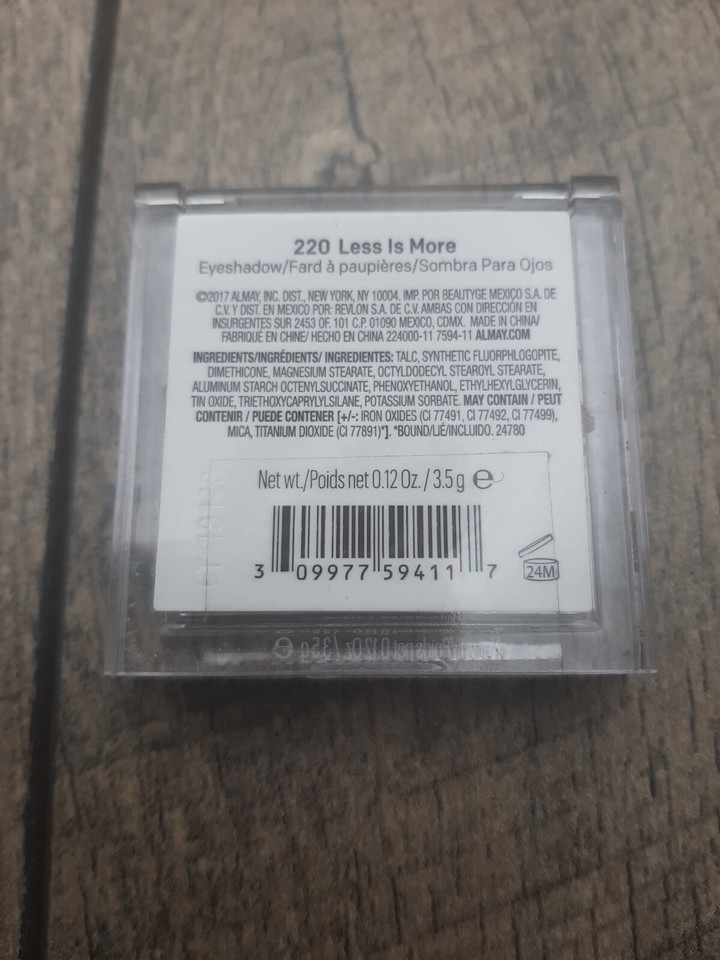 220 Less Is More
Eyeshadow/Fard à paupières/Sombra Para Ojos
©2017 ALMAY, INC. DIST., NEW YORK, NY 10004. IMP. POR BEAUTYGE MEXICO S.A. DE
C.V. Y DIST. EN MEXICO POR: REVLON S.A. DE C.V. AMBAS CON DIRECCIÓN EN
INSURGENTES SUR 2453 OF. 101 C.P. 01090 MEXICO, CDMX. MADE IN CHINA/
FABRIQUÉ EN CHINE/ HECHO EN CHINA 224000-11 7594-11 ALMAY.COM
INGREDIENTS/INGRÉDIENTS/ INGREDIENTES: TALC, SYNTHETIC FLUORPHLOGOPITE,
DIMETHICONE, MAGNESIUM STEARATE, OCTYLDODECYL STEAROYL STEARATE,
ALUMINUM STARCH OCTENYLSUCCINATE, PHENOXYETHANOL, ETHYLHEXYLGLYCERIN,
TIN OXIDE, TRIETHOXYCAPRYLYLSILANE, POTASSIUM SORBATE. MAY CONTAIN / PEUT
CONTENIR / PUEDE CONTENER [+/-: IRON OXIDES (CI 77491, CI 77492, CI 77499),
MICA, TITANIUM DIOXIDE (CI 77891)*]. *BOUND/LIÉ/INCLUIDO. 24780
Net wt./Poids net 0.12 Oz. / 3.5 g e
3 09977 59411 7
24M